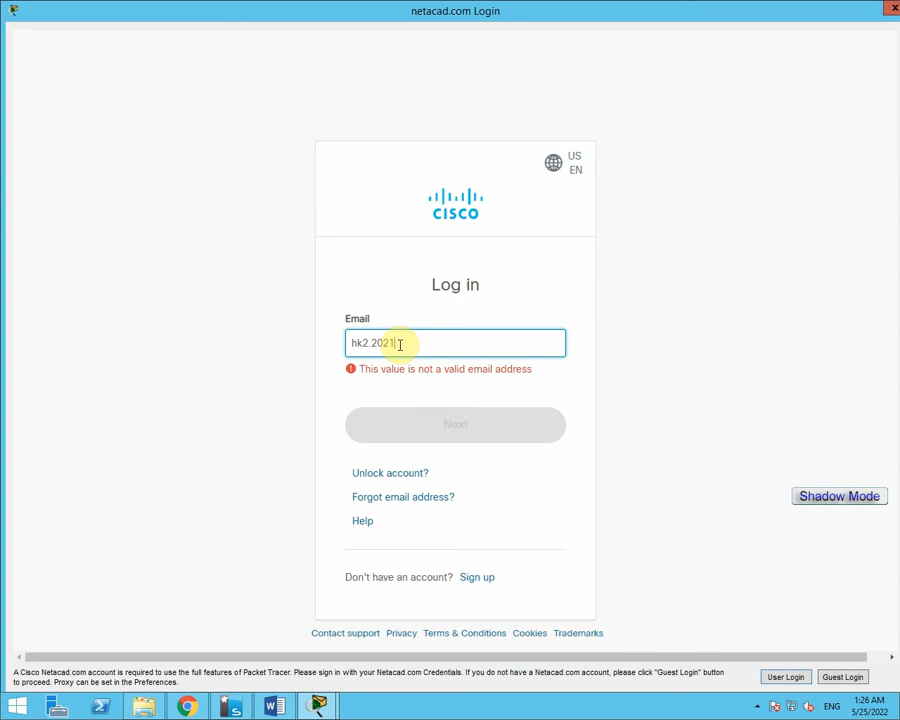 netacad.com Login
x
US
EN
CISCO
Log in
Email
hk2.2021
This value is not a valid email address
Next
Unlock account?
Forgot email address?
Shadow Mode
Help
Don't have an account? Sign up
Contact support Privacy Terms & Conditions Cookies Trademarks
A Cisco Netacad.com account is required to use the full features of Packet Tracer. Please sign in with your Netacad.com Credentials. If you do not have a Netacad.com account, please click "Guest Login" button
to proceed. Proxy can be set in the Preferences.
User Login
Guest Login
ENG
1:26 AM
5/25/2022